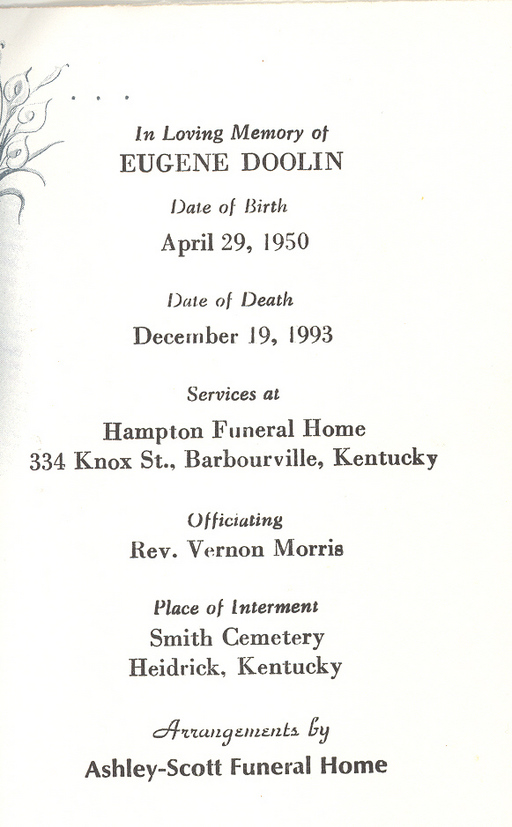 In Loving Memory of
EUGENE DOOLIN
Date of Birth
April 29, 1950
Date of Death
December 19, 1993
Services at
Hampton Funeral Home
334 Knox St., Barbourville, Kentucky
Officiating
Rev. Vernon Morris
Place of Interment
Smith Cemetery
Heidrick, Kentucky
Arrangements by
Ashley-Scott Funeral Home